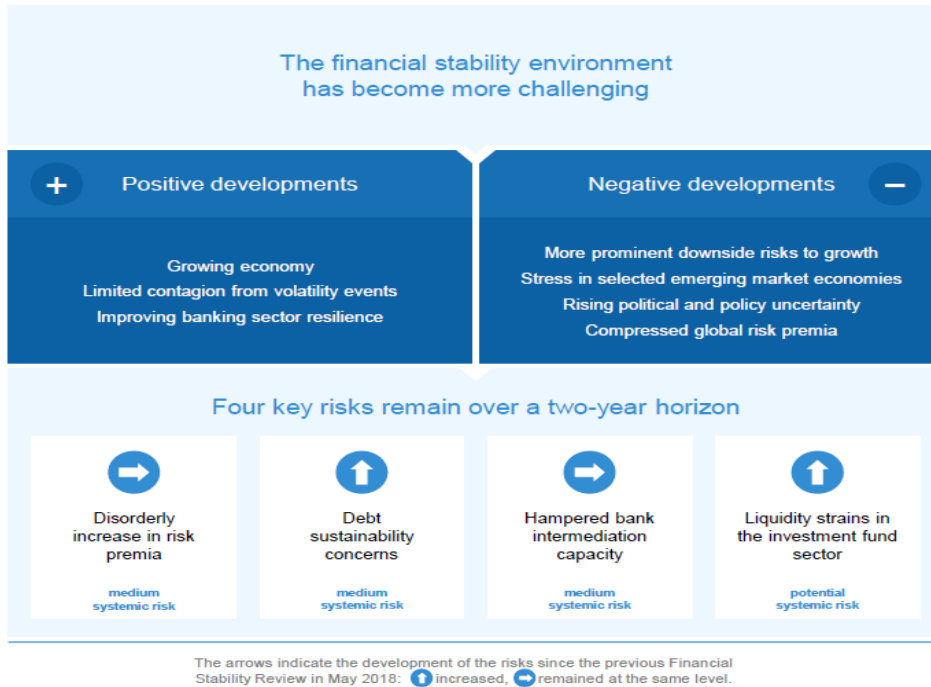 The financial stability environment
has become more challenging
+ Positive developments
Growing economy
Limited contagion from volatility events
Improving banking sector resilience
Negative developments −
More prominent downside risks to growth
Stress in selected emerging market economies
Rising political and policy uncertainty
Compressed global risk premia
Four key risks remain over a two-year horizon
Disorderly
increase in risk
premia
medium
systemic risk
Debt
sustainability
concerns
medium
systemic risk
Hampered bank
intermediation
capacity
medium
systemic risk
Liquidity strains in
the investment fund
sector
potential
systemic risk
The arrows indicate the development of the risks since the previous Financial
Stability Review in May 2018: increased, remained at the same level.